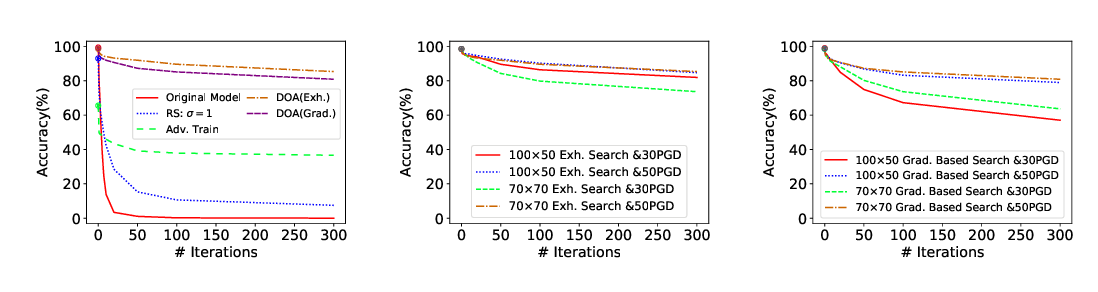 Accuracy(%)
100
80
60
40
20
0
Original Model
RS: σ = 1
Adv. Train
DOA(Exh.)
DOA(Grad.)
0 50 100 150 200 250 300
# Iterations
Accuracy(%)
100
80
60
40
20
0
100×50 Exh. Search &30PGD
100×50 Exh. Search &50PGD
70×70 Exh. Search &30PGD
70×70 Exh. Search &50PGD
0 50 100 150 200 250 300
# Iterations
Accuracy(%)
100
80
60
40
20
0
100×50 Grad. Based Search &30PGD
100×50 Grad. Based Search &50PGD
70×70 Grad. Based Search &30PGD
70×70 Grad. Based Search &50PGD
0 50 100 150 200 250 300
# Iterations